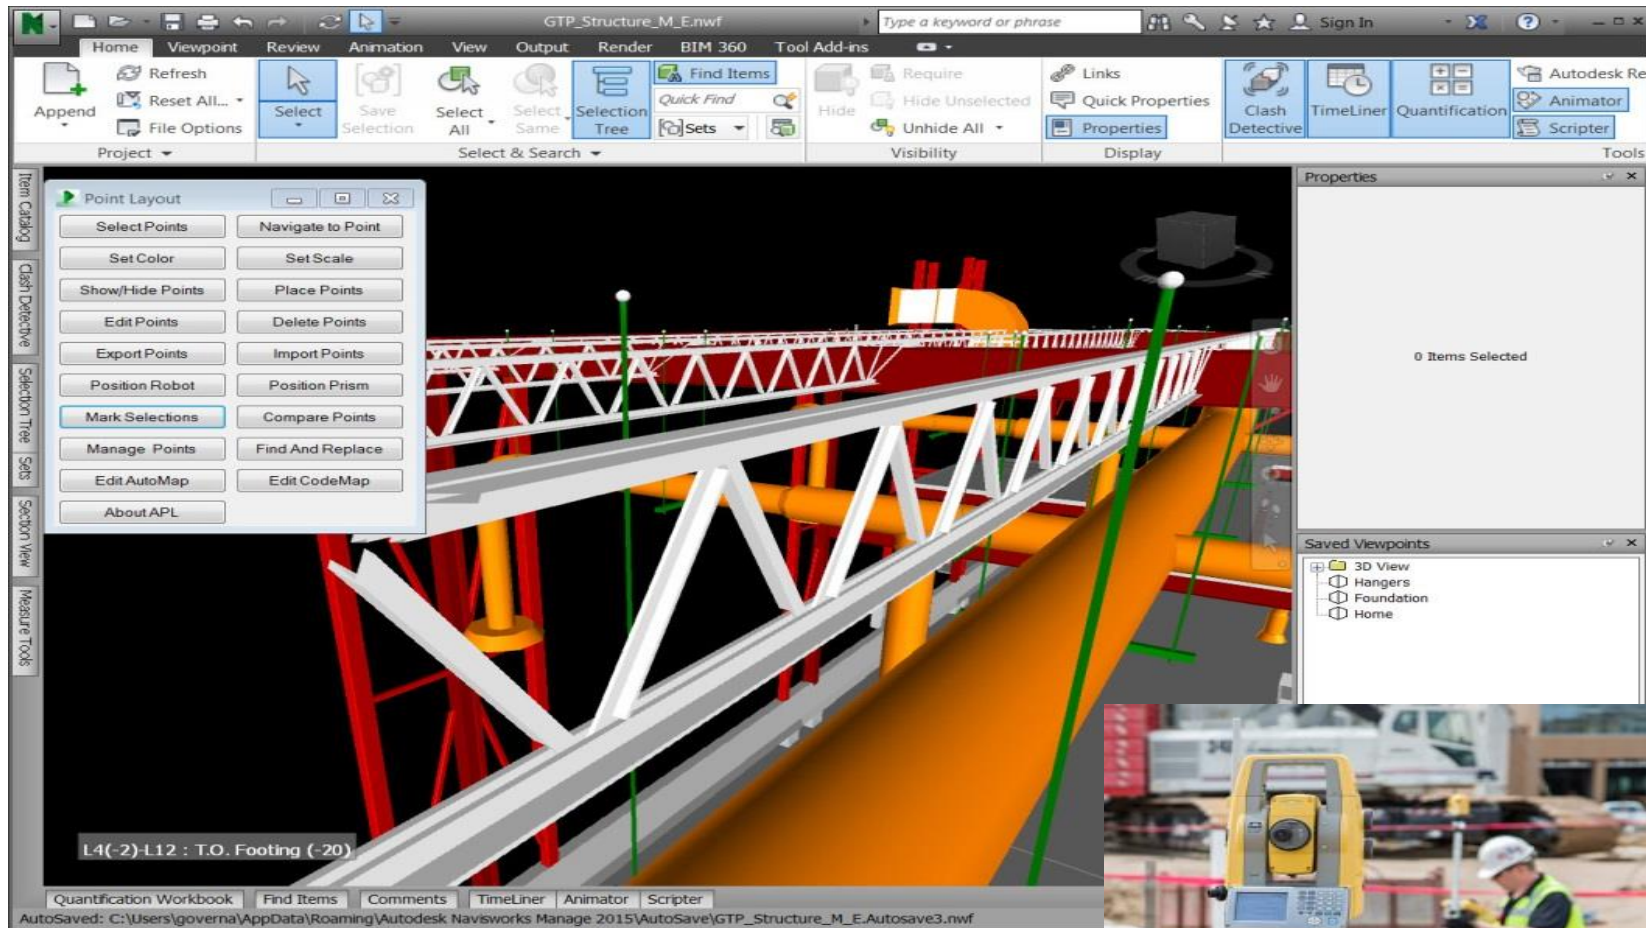 GTP_Structure_M_E.nwf
Type a keyword or phrase
Sign In
Home Viewpoint Review Animation View Output Render BIM 360 Tool Add-ins
Append
Refresh
Reset All...
File Options
Project
Select
Save Selection
Select All
Select Same
Selection Tree
Find Items
Quick Find
Sets
Select & Search
Hide
Require
Hide Unselected
Unhide All
Visibility
Links
Quick Properties
Properties
Display
Clash Detective
TimeLiner
Quantification
Autodesk Re
Animator
Scripter
Tools
Item Catalog
Clash Detective
Selection Tree
Sets
Section View
Measure Tools
Point Layout
Select Points Navigate to Point
Set Color Set Scale
Show/Hide Points Place Points
Edit Points Delete Points
Export Points Import Points
Position Robot Position Prism
Mark Selections Compare Points
Manage Points Find And Replace
Edit AutoMap Edit CodeMap
About APL
Properties
0 Items Selected
Saved Viewpoints
3D View
Hangers
Foundation
Home
L4(-2)-L12 : T.O. Footing (-20)
Quantification Workbook Find Items Comments TimeLiner Animator Scripter
AutoSaved: C:\Users\governa\AppData\Roaming\Autodesk Navisworks Manage 2015\AutoSave\GTP_Structure_M_E.Autosave3.nwf